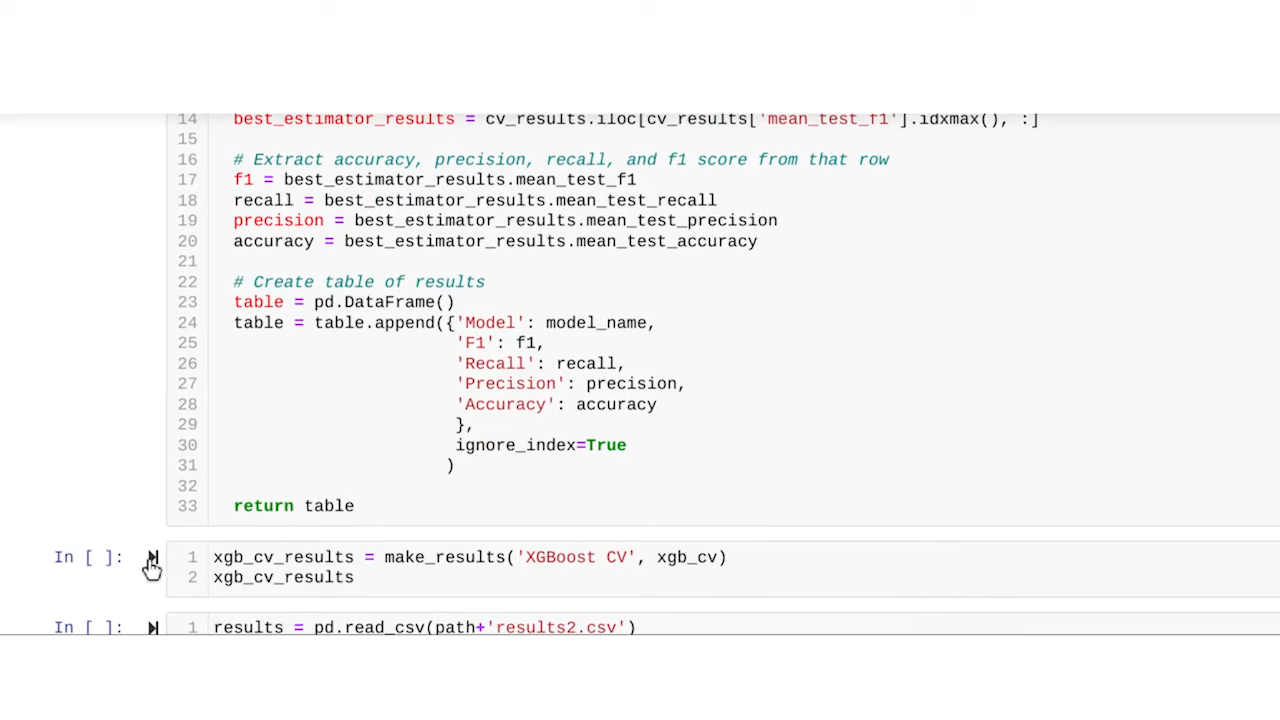 14 best_estimator_results = cv_results.iloc[cv_results['mean_test_f1'].idxmax(), :]
15
16 # Extract accuracy, precision, recall, and f1 score from that row
17 f1 = best_estimator_results.mean_test_f1
18 recall = best_estimator_results.mean_test_recall
19 precision = best_estimator_results.mean_test_precision
20 accuracy = best_estimator_results.mean_test_accuracy
21
22 # Create table of results
23 table = pd.DataFrame()
24 table = table.append({'Model': model_name,
25 'F1': f1,
26 'Recall': recall,
27 'Precision': precision,
28 'Accuracy': accuracy
29 },
30 ignore_index=True
31 )
32
33 return table
In [ ]: 1 xgb_cv_results = make_results('XGBoost CV', xgb_cv)
2 xgb_cv_results
In [ ]: 1 results = pd.read_csv(path+'results2.csv')